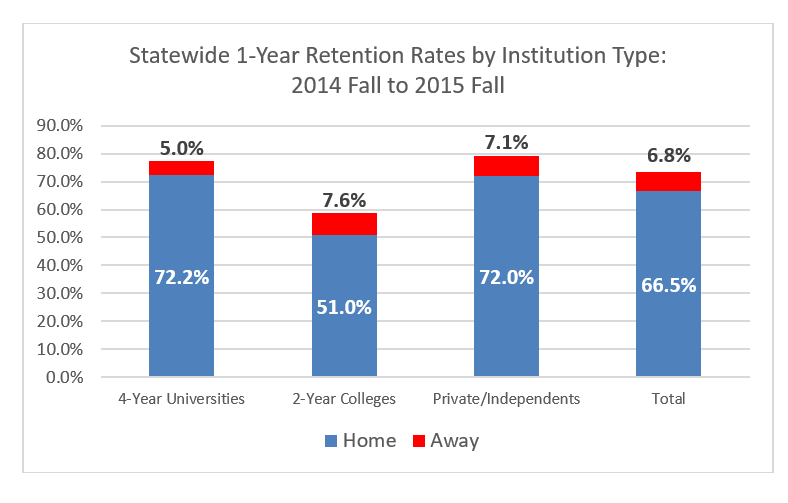 Statewide 1-Year Retention Rates by Institution Type:
2014 Fall to 2015 Fall
90.0%
80.0%
70.0%
60.0%
50.0%
40.0%
30.0%
20.0%
10.0%
0.0%
5.0%
7.6%
7.1%
6.8%
72.2%
51.0%
72.0%
66.5%
4-Year Universities
2-Year Colleges
Private/Independents
Total
Home
Away